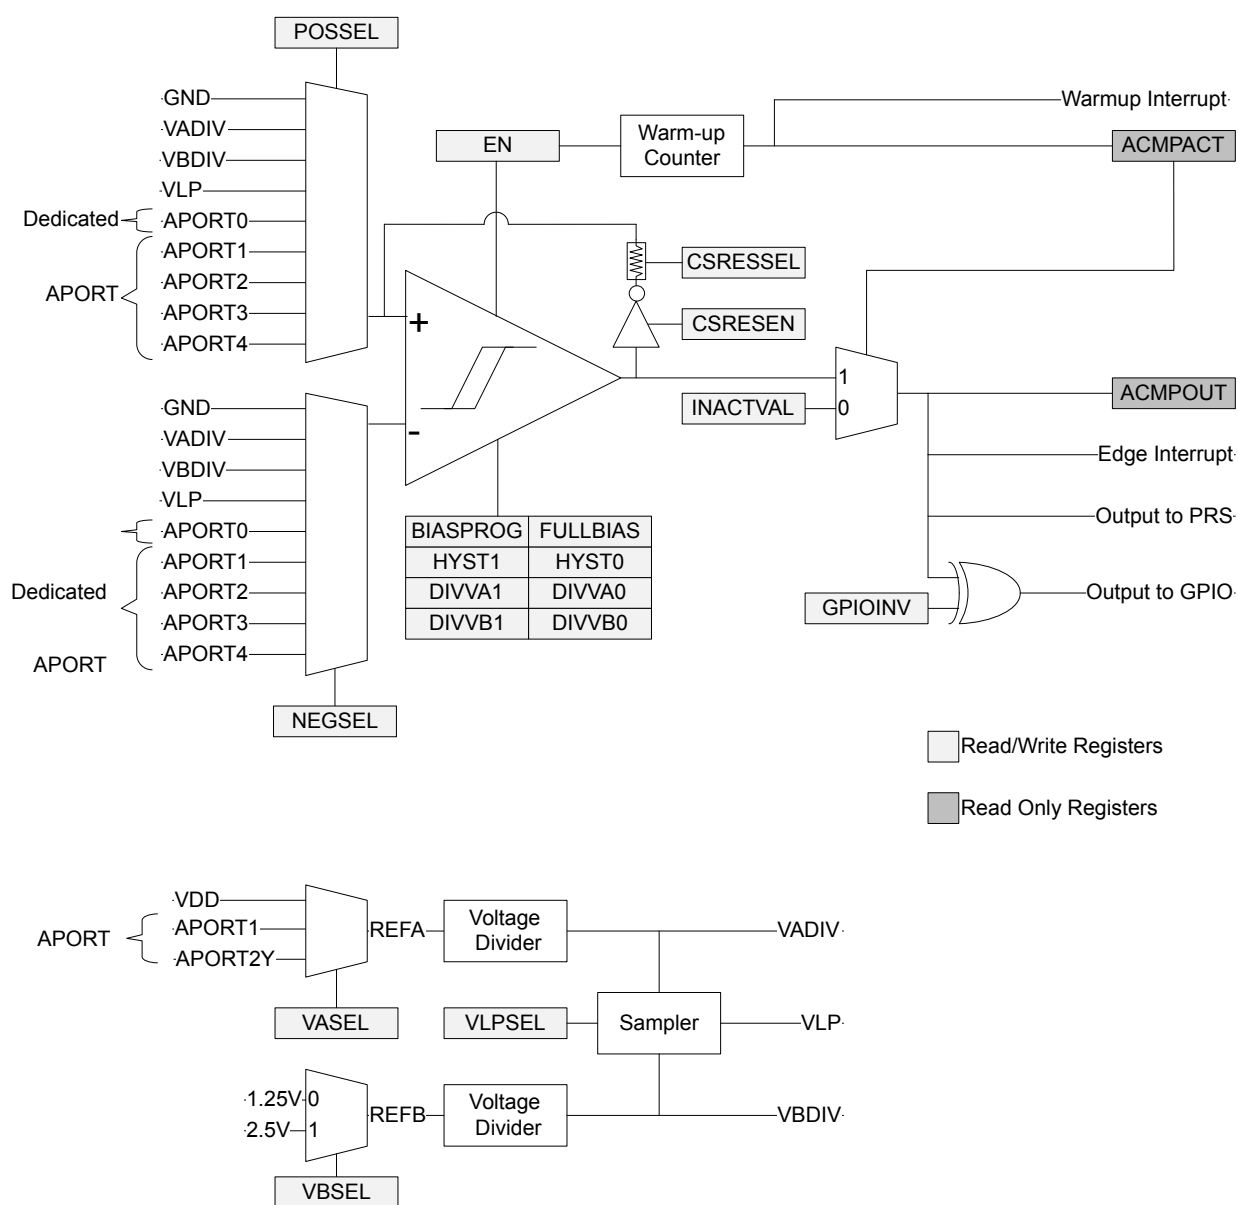 POSSEL
GND
VADIV
VBDIV
VLP
Dedicated
APORT0
APORT1
APORT2
APORT
APORT3
APORT4
EN
Warm-up
Counter
Warmup Interrupt
ACMPACT
CSRESSEL
CSRESEN
+
-
INACTVAL
1
0
ACMPOUT
Edge Interrupt
Output to PRS
Output to GPIO
GPIOINV
GND
VADIV
VBDIV
VLP
APORT0
APORT1
Dedicated
APORT2
APORT3
APORT
APORT4
NEGSEL
BIASPROG FULLBIAS
HYST1 HYST0
DIVVA1 DIVVA0
DIVVB1 DIVVB0
Read/Write Registers
Read Only Registers
VDD
APORT
APORT1
APORT2Y
REFA
Voltage
Divider
VADIV
VASEL
VLPSEL
Sampler
VLP
1.25V 0
2.5V 1
REFB
Voltage
Divider
VBDIV
VBSEL